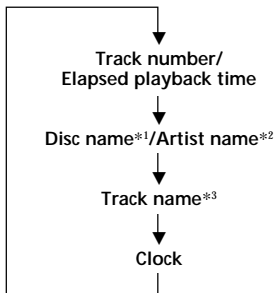 Track number/
Elapsed playback time
Disc name*1/Artist name*2
Track name*3
Clock